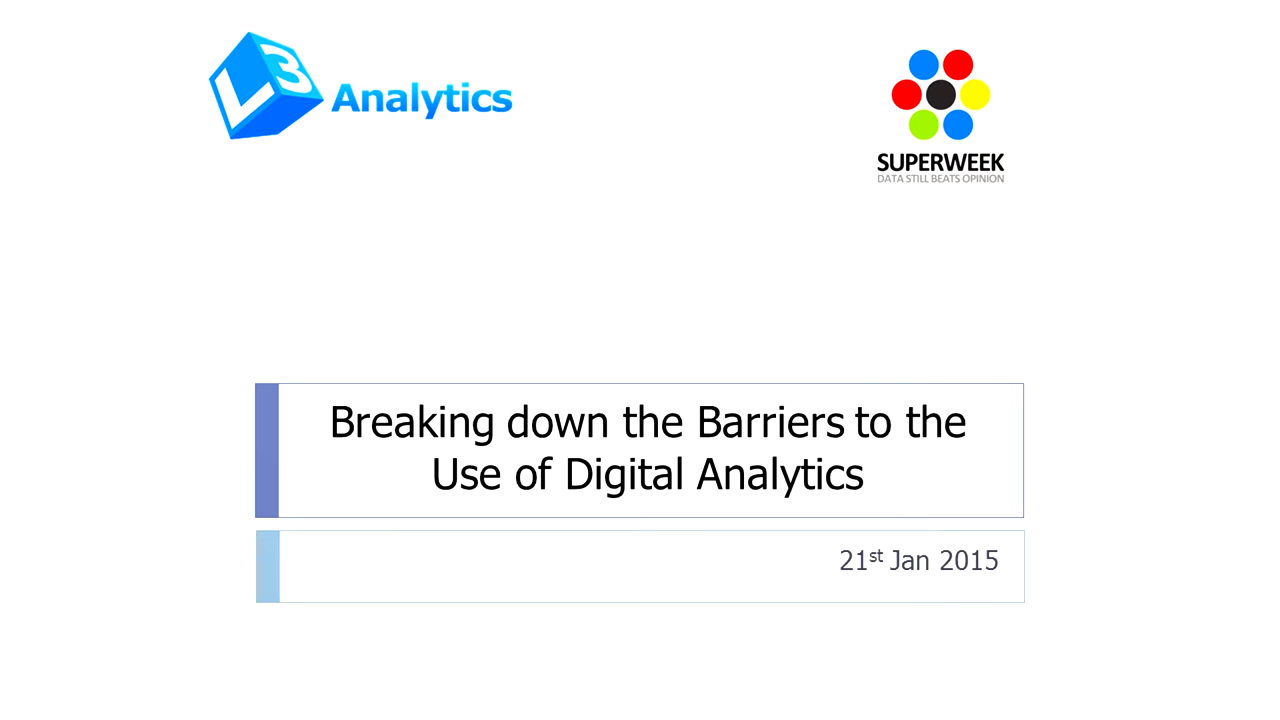 L3 Analytics
SUPERWEEK
DATA STILL BEATS OPINION
Breaking down the Barriers to the
Use of Digital Analytics
21st Jan 2015